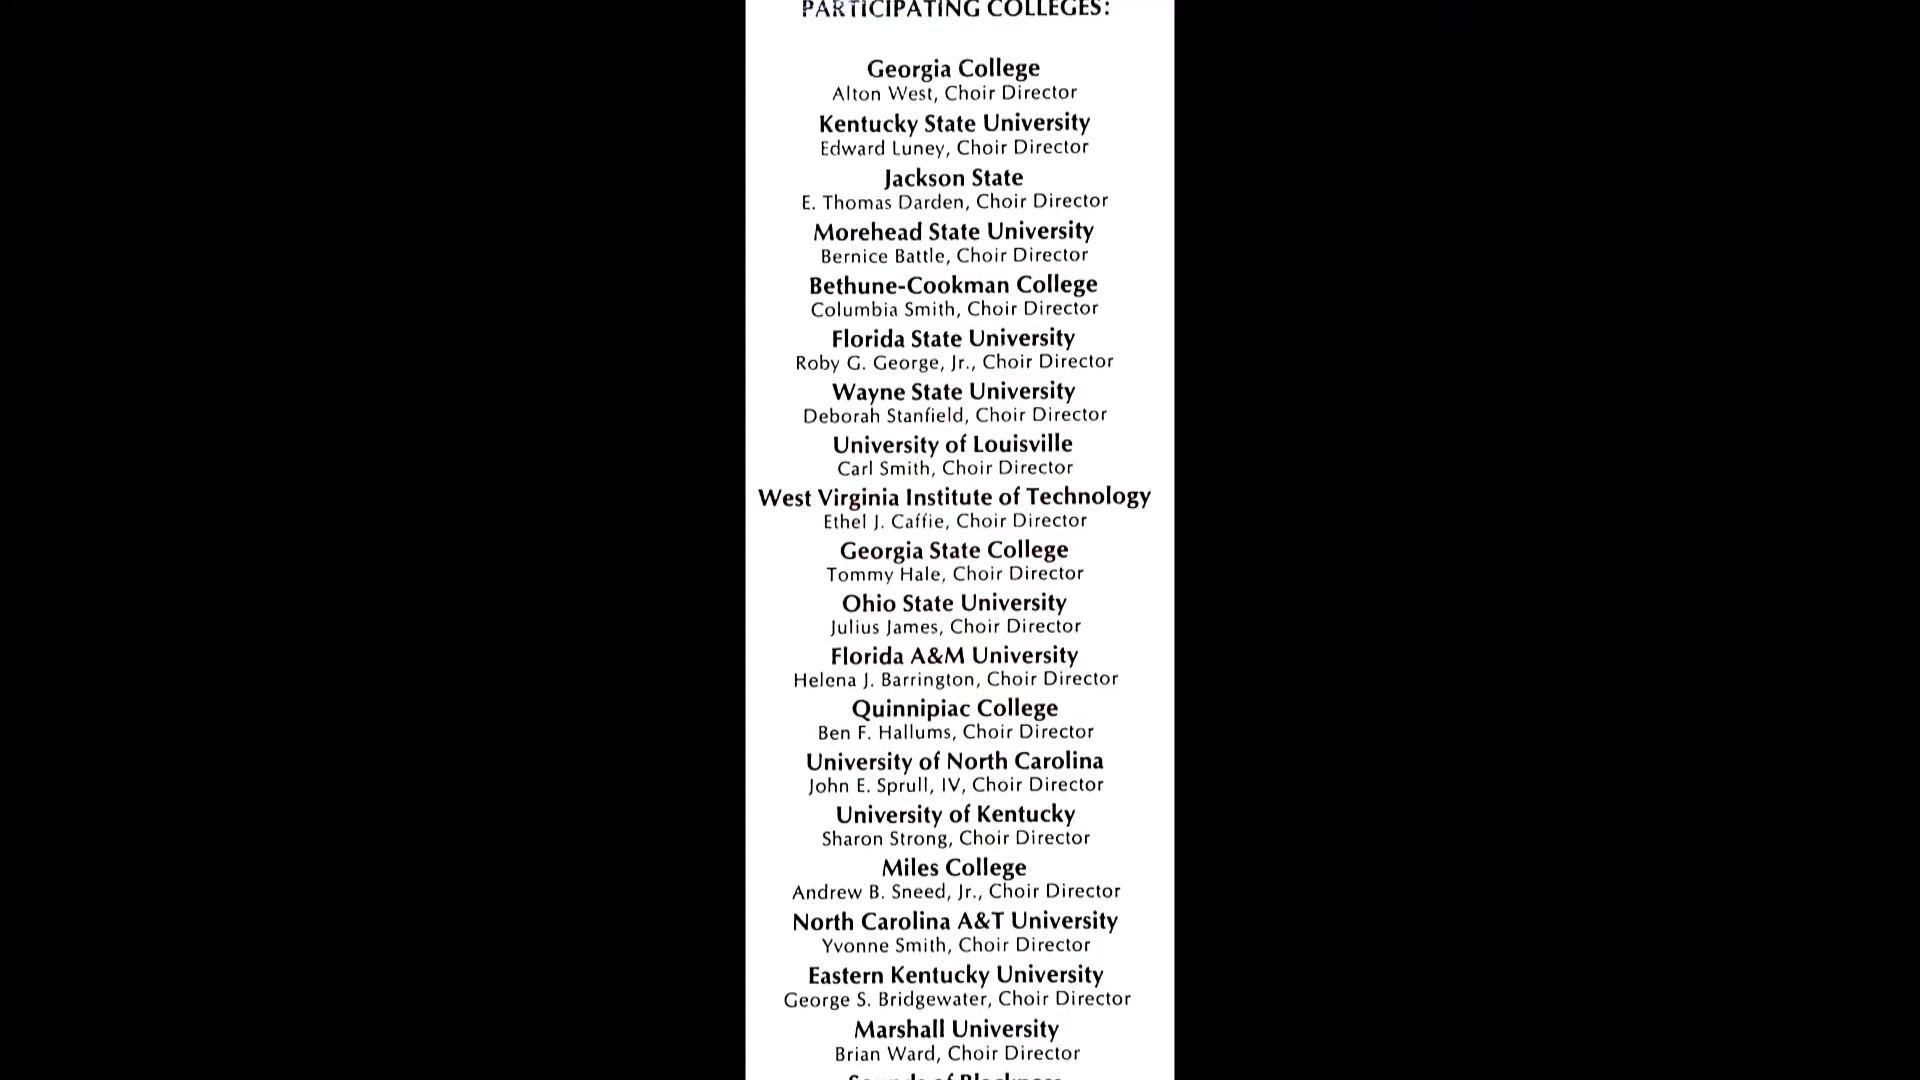 PARTICIPATING COLLEGES:
Georgia College
Alton West, Choir Director
Kentucky State University
Edward Luney, Choir Director
Jackson State
E. Thomas Darden, Choir Director
Morehead State University
Bernice Battle, Choir Director
Bethune-Cookman College
Columbia Smith, Choir Director
Florida State University
Roby G. George, Jr., Choir Director
Wayne State University
Deborah Stanfield, Choir Director
University of Louisville
Carl Smith, Choir Director
West Virginia Institute of Technology
Ethel J. Caffie, Choir Director
Georgia State College
Tommy Hale, Choir Director
Ohio State University
Julius James, Choir Director
Florida A&M University
Helena J. Barrington, Choir Director
Quinnipiac College
Ben F. Hallums, Choir Director
University of North Carolina
John E. Sprull, IV, Choir Director
University of Kentucky
Sharon Strong, Choir Director
Miles College
Andrew B. Sneed, Jr., Choir Director
North Carolina A&T University
Yvonne Smith, Choir Director
Eastern Kentucky University
George S. Bridgewater, Choir Director
Marshall University
Brian Ward, Choir Director